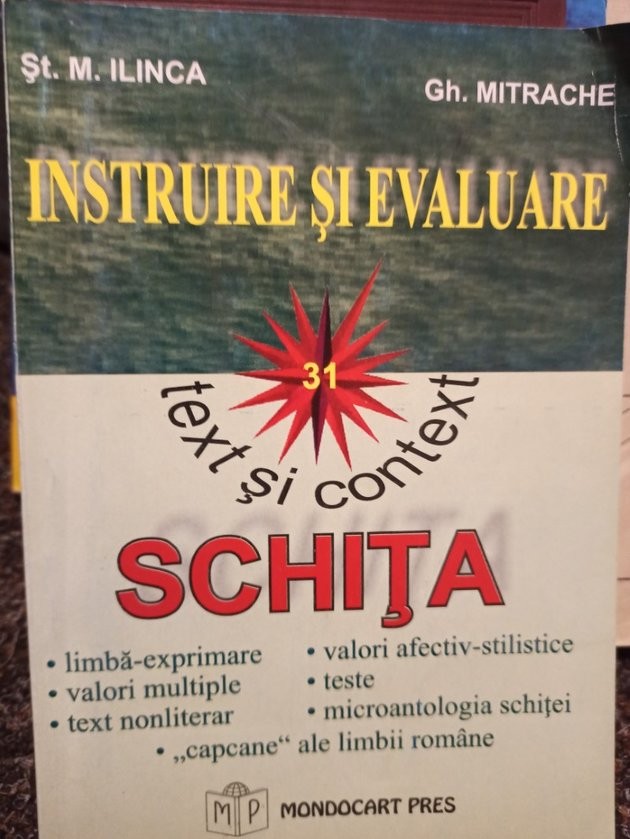 Şt. M. ILINCA
Gh. MITRACHE
INSTRUIRE ŞI EVALUARE
31
text şi context
SCHIŢA
• limbă-exprimare
• valori multiple
• text nonliterar
• valori afectiv-stilistice
• teste
• microantologia schiţei
• „capcane“ ale limbii române
M P
MONDOCART PRES